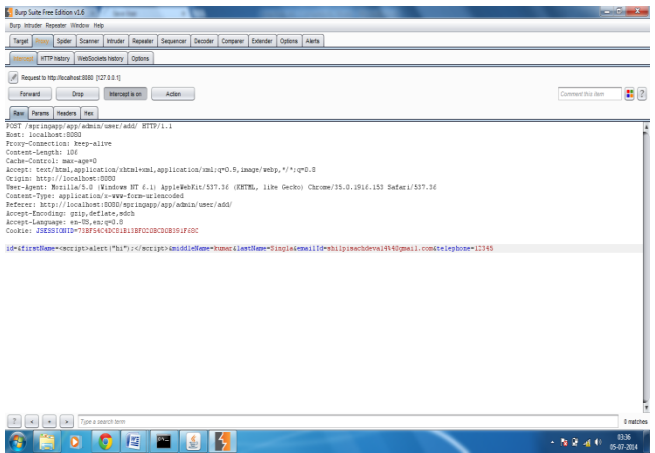 Burp Suite Free Edition v1.6
Burp Intruder Repeater Window Help
Target Proxy Spider Scanner Intruder Repeater Sequencer Decoder Comparer Extender Options Alerts
Intercept HTTP history WebSockets history Options
Request to http://localhost:8080 [127.0.0.1]
Forward Drop Intercept is on Action Comment this item ?
Raw Params Headers Hex
POST /springapp/app/admin/user/add/ HTTP/1.1
Host: localhost:8080
Proxy-Connection: keep-alive
Content-Length: 106
Cache-Control: max-age=0
Accept: text/html,application/xhtml+xml,application/xml;q=0.9,image/webp,*/*;q=0.8
Origin: http://localhost:8080
User-Agent: Mozilla/5.0 (Windows NT 6.1) AppleWebKit/537.36 (KHTML, like Gecko) Chrome/35.0.1916.153 Safari/537.36
Content-Type: application/x-www-form-urlencoded
Referer: http://localhost:8080/springapp/app/admin/user/add/
Accept-Encoding: gzip,deflate,sdch
Accept-Language: en-US,en;q=0.8
Cookie: JSESSIONID=
id=&firstName=<script>alert("hi");</script>&middleName=kumar&lastName=Singla&emailId=shilpisachdeva14%40gmail.com&telephone=12345
? < + > Type a search term 0 matches
03:36
05-07-2014